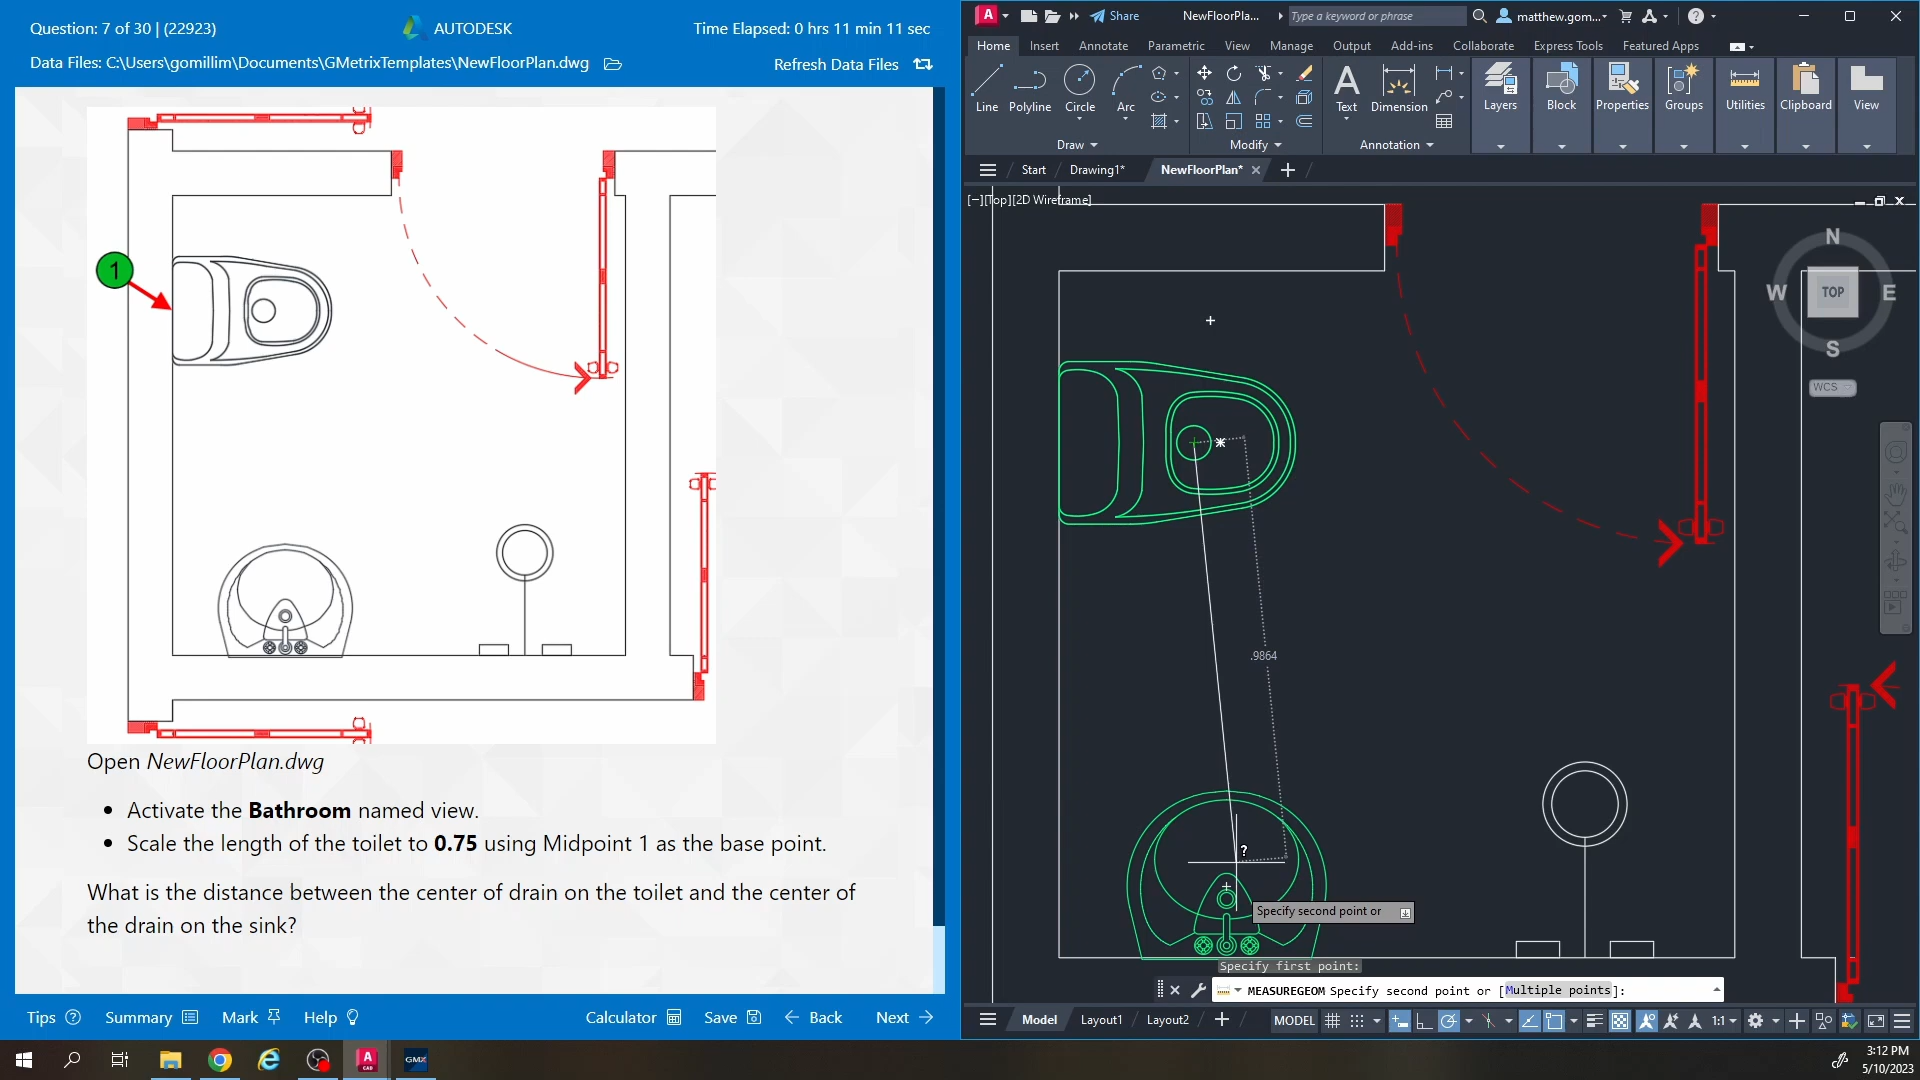 Question: 7 of 30 | (22923)
AUTODESK
Time Elapsed: 0 hrs 11 min 11 sec
Data Files: C:\Users\gomillim\Documents\GMetrixTemplates\NewFloorPlan.dwg
Refresh Data Files
1
Open NewFloorPlan.dwg
• Activate the Bathroom named view.
• Scale the length of the toilet to 0.75 using Midpoint 1 as the base point.
What is the distance between the center of drain on the toilet and the center of
the drain on the sink?
Tips
Summary
Mark
Help
Calculator
Save
Back
Next
A
Share
NewFloorPla...
Type a keyword or phrase
matthew.gom...
Home Insert Annotate Parametric View Manage Output Add-ins Collaborate Express Tools Featured Apps
Line
Polyline
Circle
Arc
Text
Dimension
Layers
Block
Properties
Groups
Utilities
Clipboard
View
Draw
Modify
Annotation
Start
Drawing1*
NewFloorPlan*
[−][Top][2D Wireframe]
N
W
TOP
E
S
WCS
.9864
?
Specify second point or
Specify first point:
MEASUREGEOM Specify second point or [Multiple points]:
Model
Layout1
Layout2
MODEL
1:1
A
CAD
GMX
3:12 PM
5/10/2023